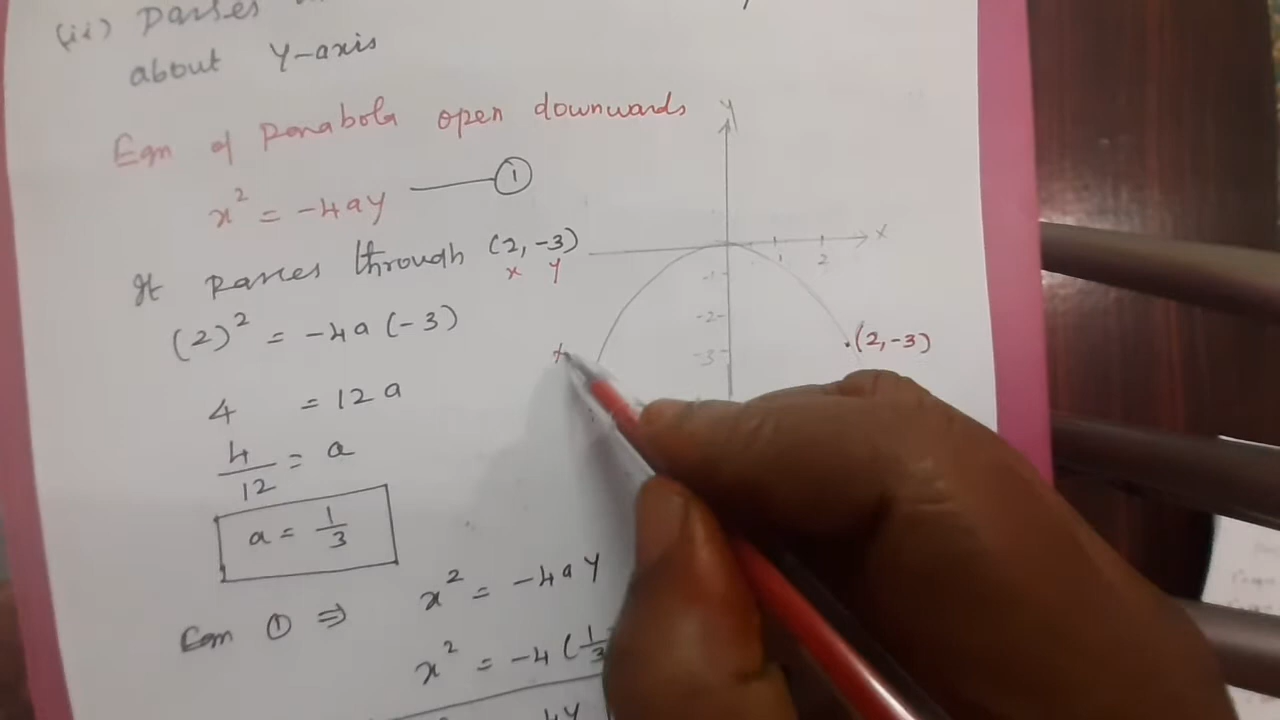 (ii) Passes
about Y-axis
Eqn of Parabola open downwards
x² = -4ay ——— ①
It Passes through (2, -3)
x y
(2)² = -4a(-3)
4 = 12a
4/12 = a
a = 1/3
Eqn ① ⇒ x² = -4ay
x² = -4(1/3
4y
Y
X
1 2
-1
-2
-3
(2,-3)